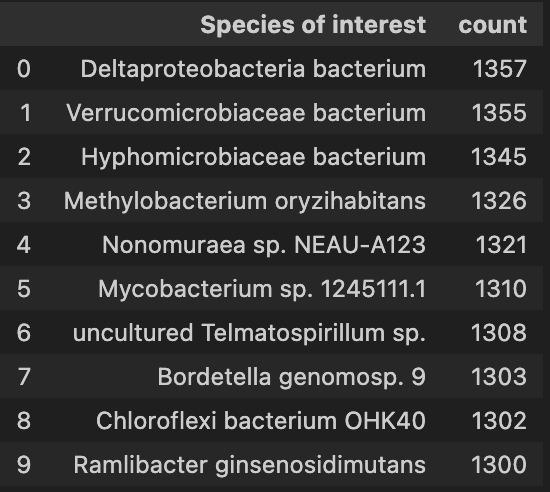 Species of interest count
0 Deltaproteobacteria bacterium 1357
1 Verrucomicrobiaceae bacterium 1355
2 Hyphomicrobiaceae bacterium 1345
3 Methylobacterium oryzihabitans 1326
4 Nonomuraea sp. NEAU-A123 1321
5 Mycobacterium sp. 1245111.1 1310
6 uncultured Telmatospirillum sp. 1308
7 Bordetella genomosp. 9 1303
8 Chloroflexi bacterium OHK40 1302
9 Ramlibacter ginsenosidimutans 1300